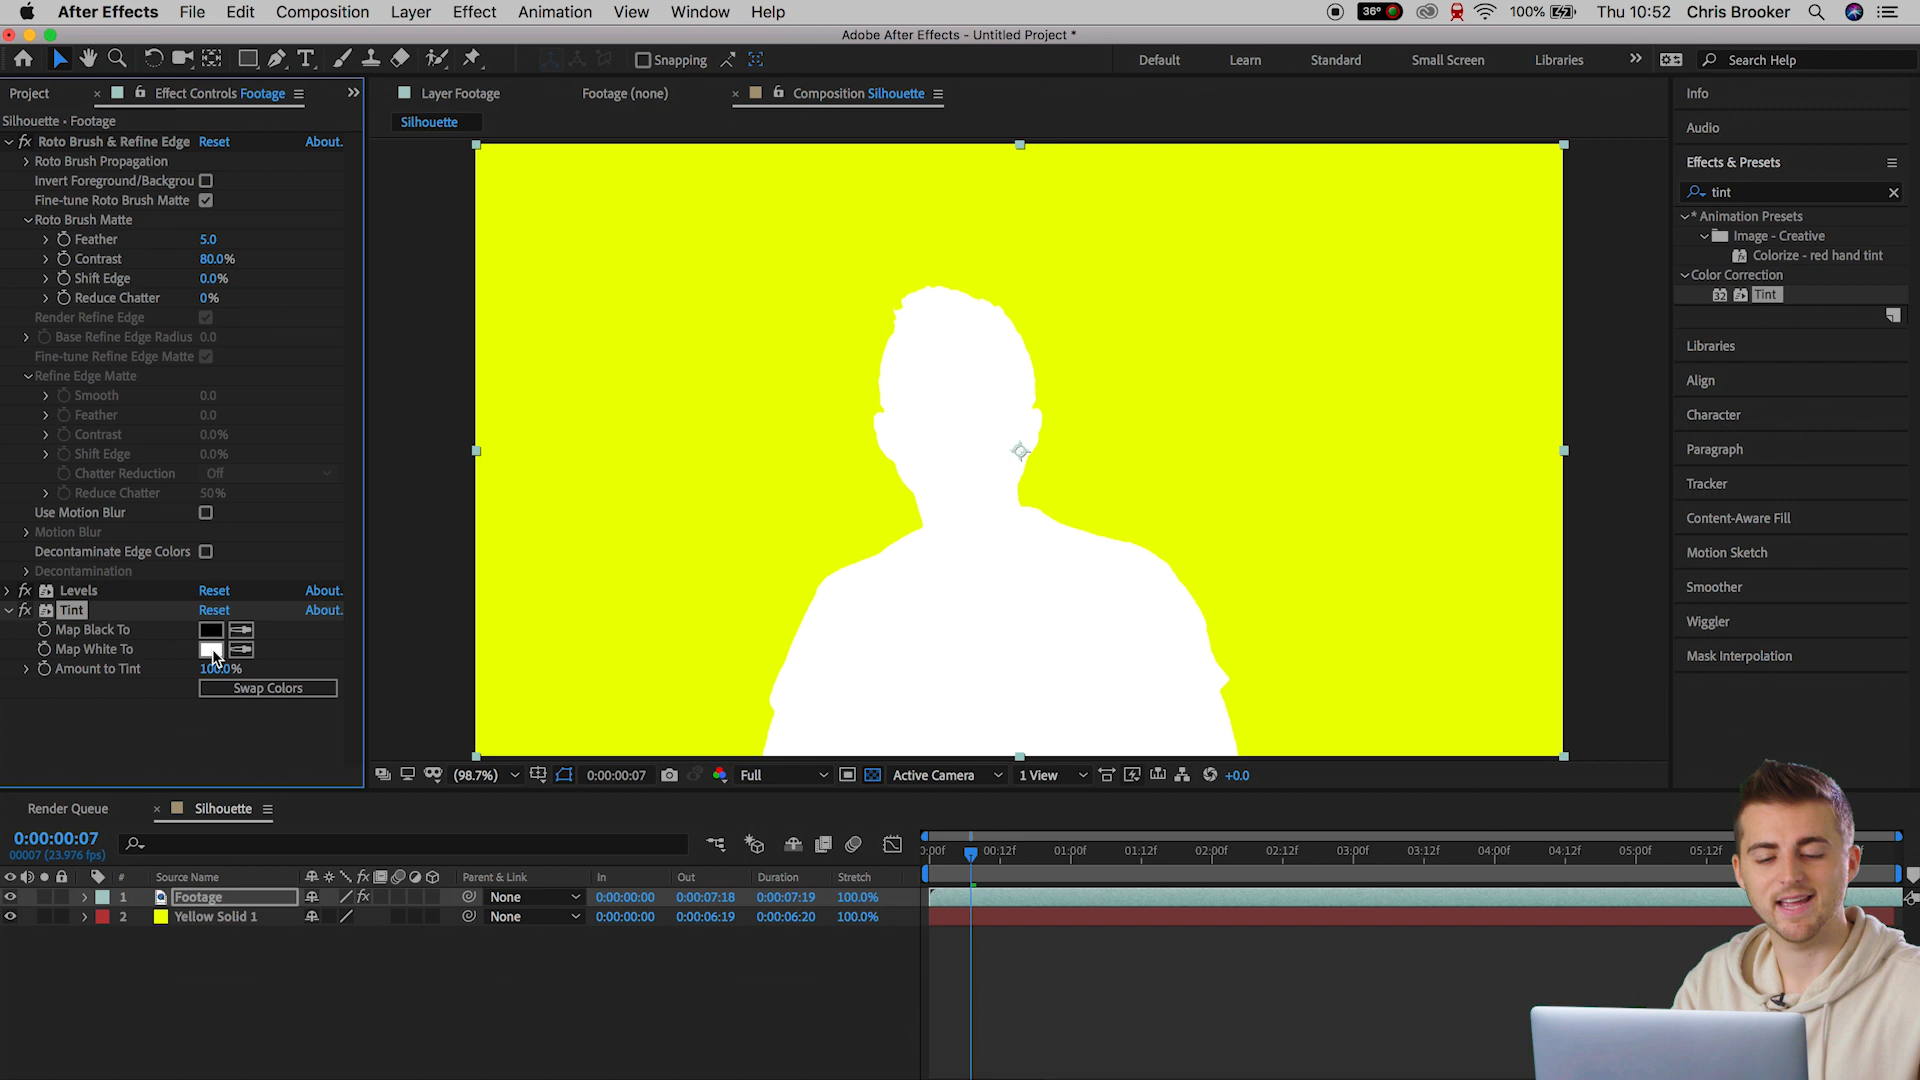 After Effects File Edit Composition Layer Effect Animation View Window Help 36° 100% Thu 10:52 Chris Brooker
Adobe After Effects - Untitled Project *
Snapping Default Learn Standard Small Screen Libraries Search Help
Project Effect Controls Footage Layer Footage Footage (none) Composition Silhouette Info
Silhouette • Footage Silhouette
Audio
Roto Brush & Refine Edge Reset About.
Roto Brush Propagation
Invert Foreground/Backgrou
Fine-tune Roto Brush Matte
Roto Brush Matte
Feather 5.0
Contrast 80.0%
Shift Edge 0.0%
Reduce Chatter 0%
Render Refine Edge
Base Refine Edge Radius 0.0
Fine-tune Refine Edge Matte
Refine Edge Matte
Smooth 0.0
Feather 0.0
Contrast 0.0%
Shift Edge 0.0%
Chatter Reduction Off
Reduce Chatter 50%
Use Motion Blur
Motion Blur
Decontaminate Edge Colors
Decontamination
Levels Reset About.
Tint Reset About.
Map Black To
Map White To
Amount to Tint 100.0%
Swap Colors
Effects & Presets
tint
* Animation Presets
Image - Creative
Colorize - red hand tint
Color Correction
32 Tint
Libraries
Align
Character
Paragraph
Tracker
Content-Aware Fill
Motion Sketch
Smoother
Wiggler
Mask Interpolation
(98.7%) 0:00:00:07 Full Active Camera 1 View +0.0
Render Queue Silhouette
0:00:00:07
00007 (23.976 fps)
:00f 00:12f 01:00f 01:12f 02:00f 02:12f 03:00f 03:12f 04:00f 04:12f 05:00f 05:12f
# Source Name Parent & Link In Out Duration Stretch
1 Footage None 0:00:00:00 0:00:07:18 0:00:07:19 100.0%
2 Yellow Solid 1 None 0:00:00:00 0:00:06:19 0:00:06:20 100.0%